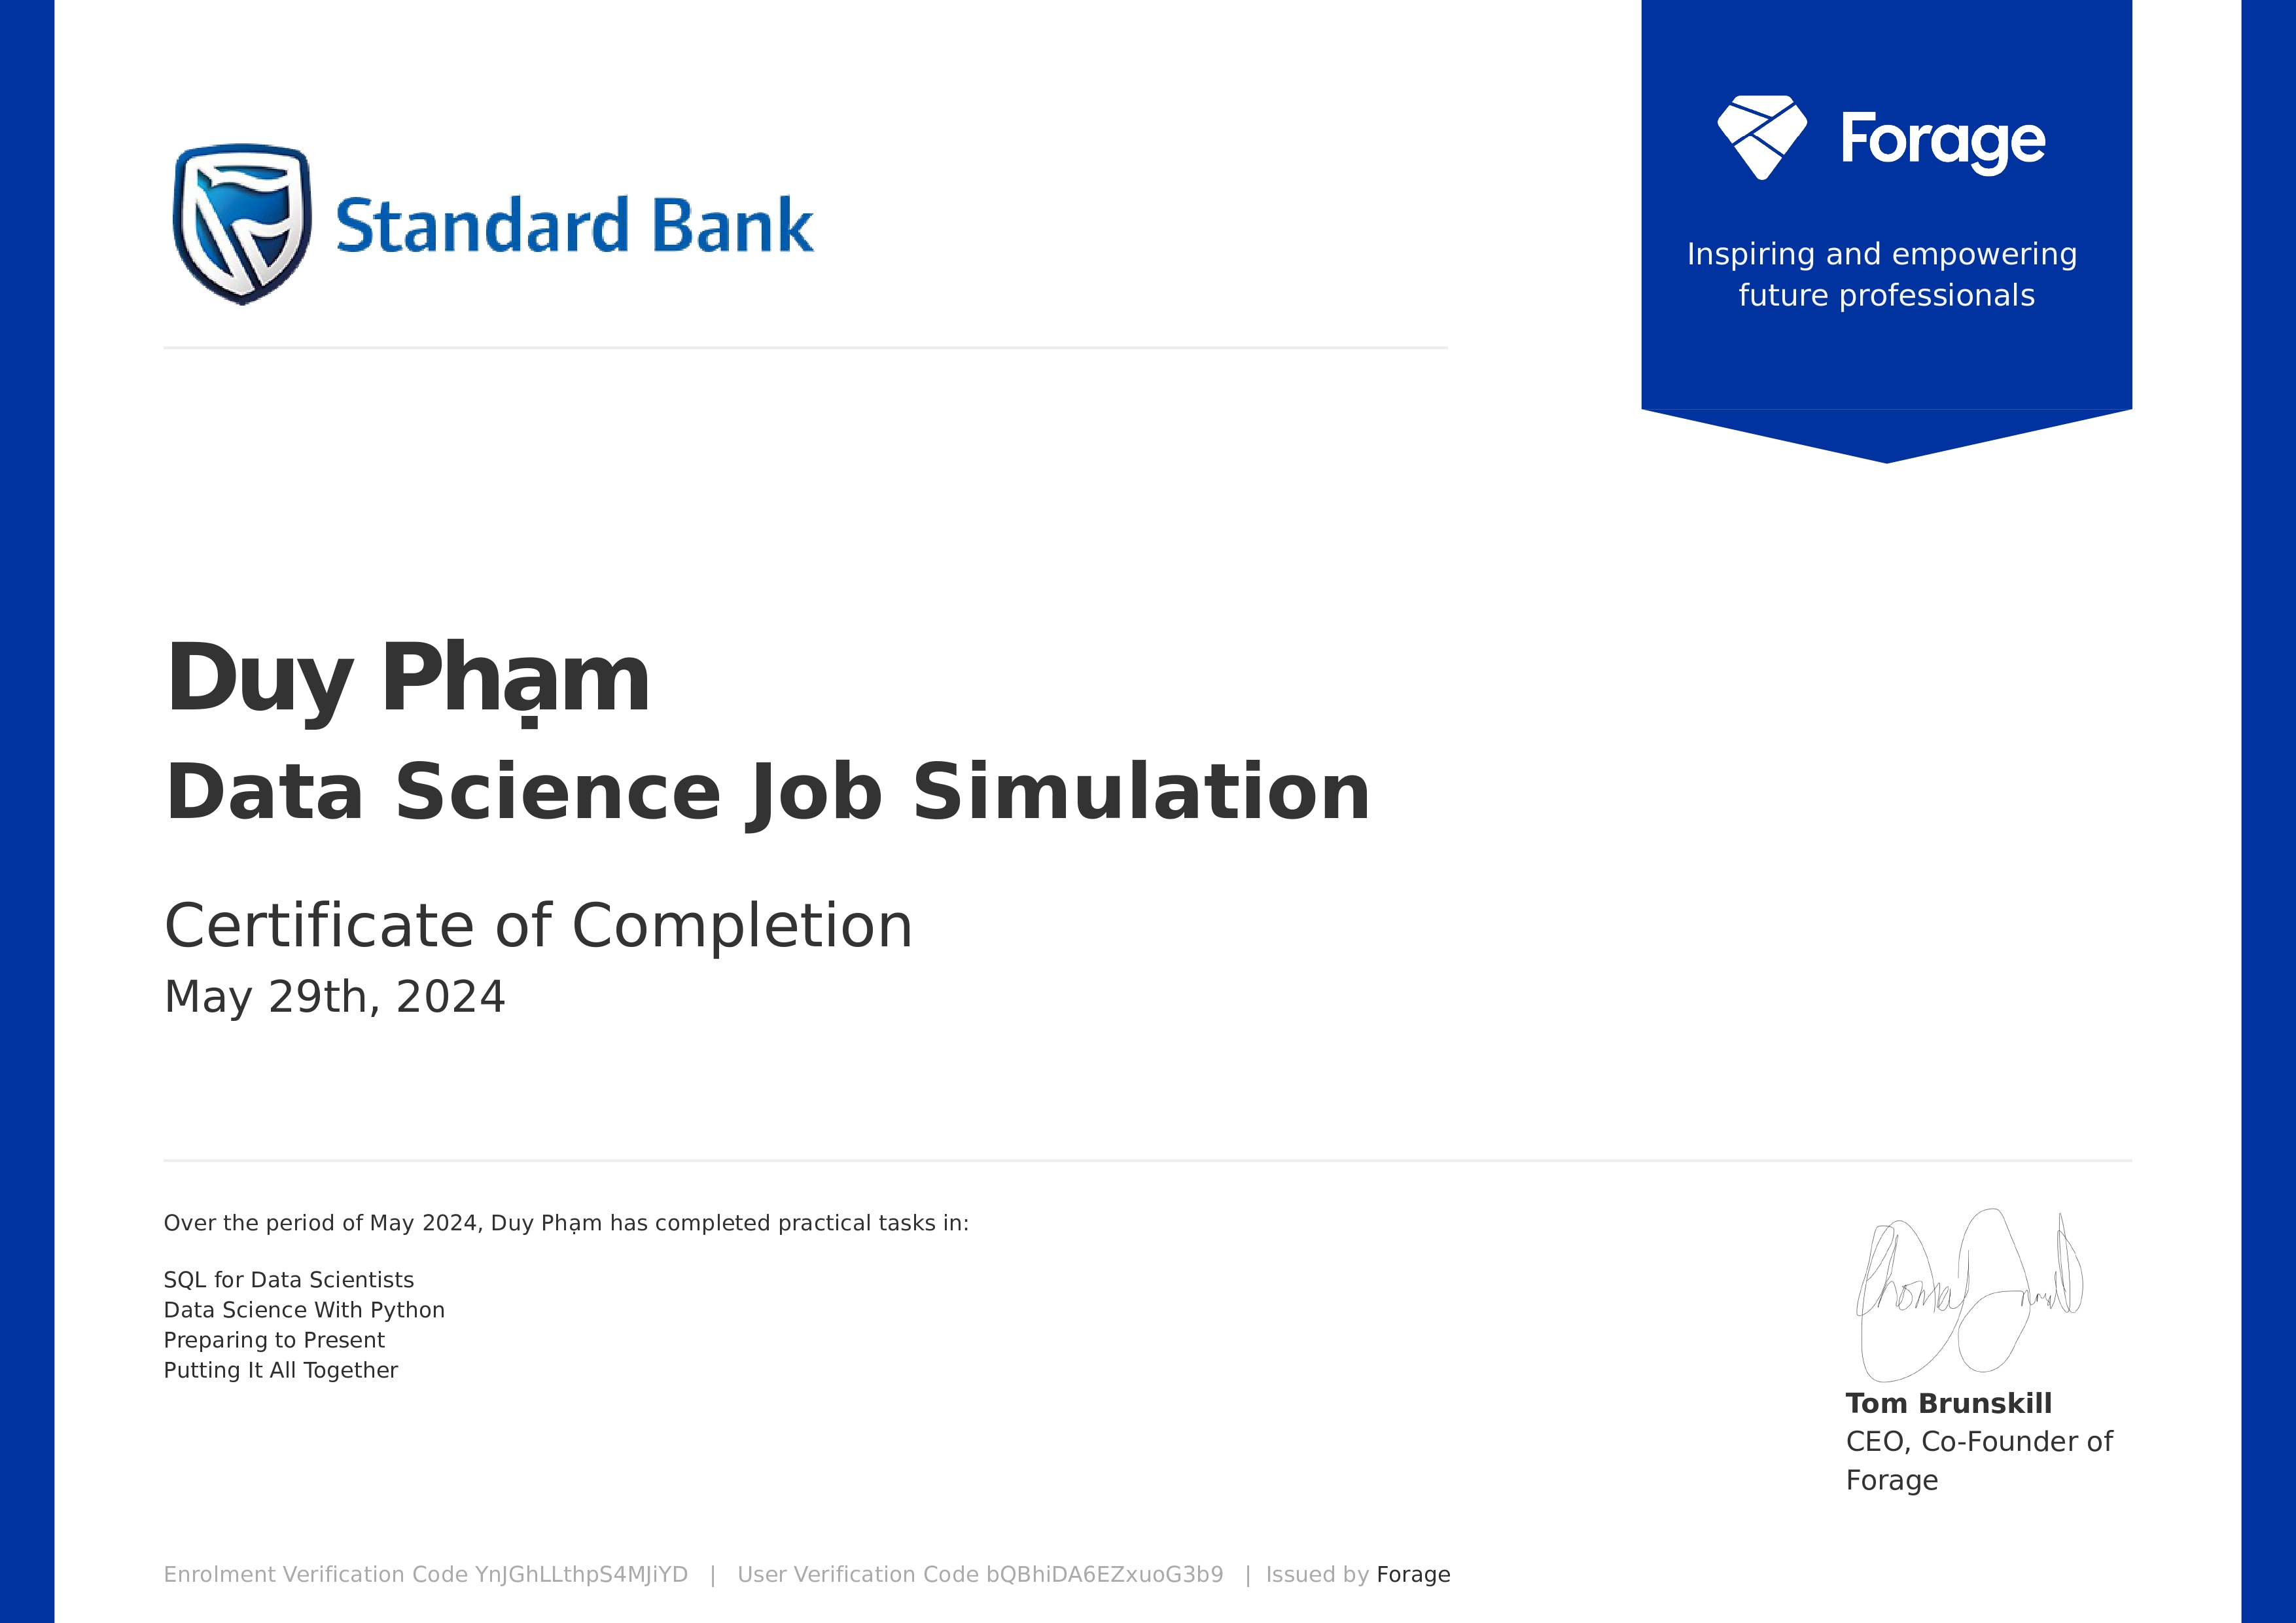 Standard Bank
Forage
Inspiring and empowering
future professionals
Duy Phạm
Data Science Job Simulation
Certificate of Completion
May 29th, 2024
Over the period of May 2024, Duy Phạm has completed practical tasks in:
SQL for Data Scientists
Data Science With Python
Preparing to Present
Putting It All Together
Tom Brunskill
CEO, Co-Founder of
Forage
Enrolment Verification Code YnJGhLLthpS4MJiYD | User Verification Code bQBhiDA6EZxuoG3b9 | Issued by Forage